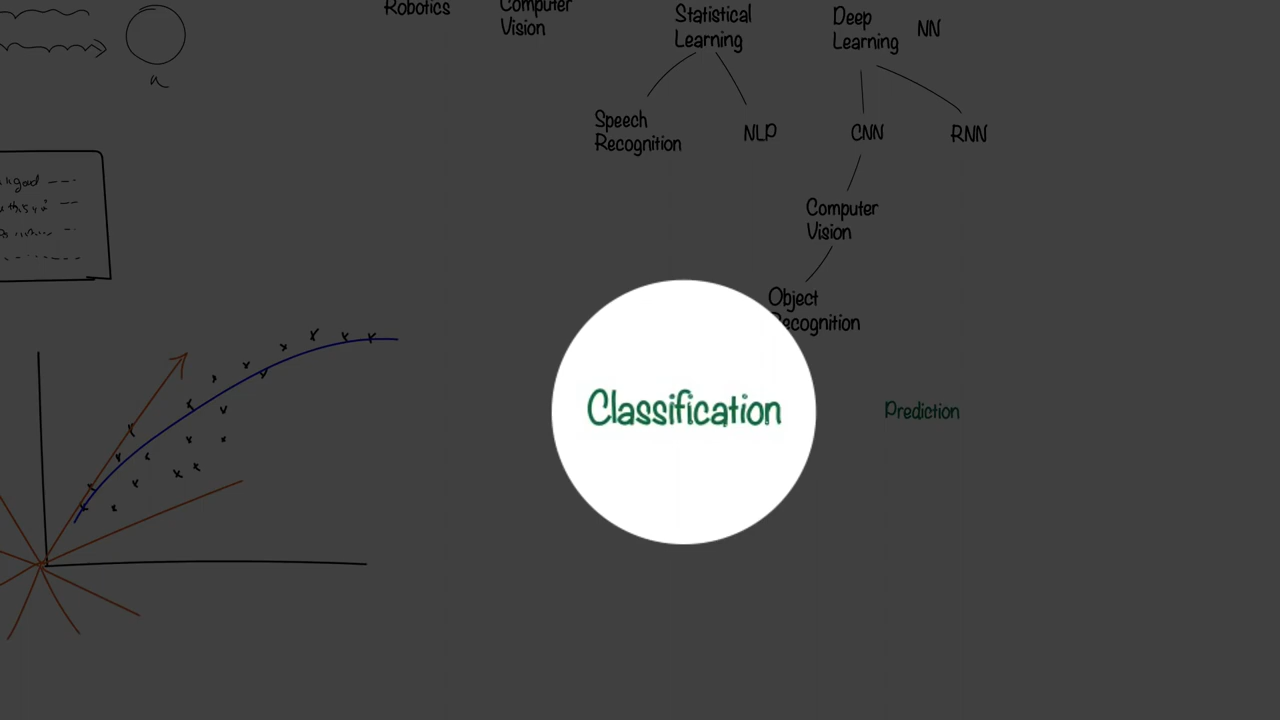 Robotics
Computer
Vision
Statistical
Learning
Deep
Learning
NN
a
Speech
Recognition
NLP
CNN
RNN
Computer
Vision
Object
Recognition
Classification
Prediction